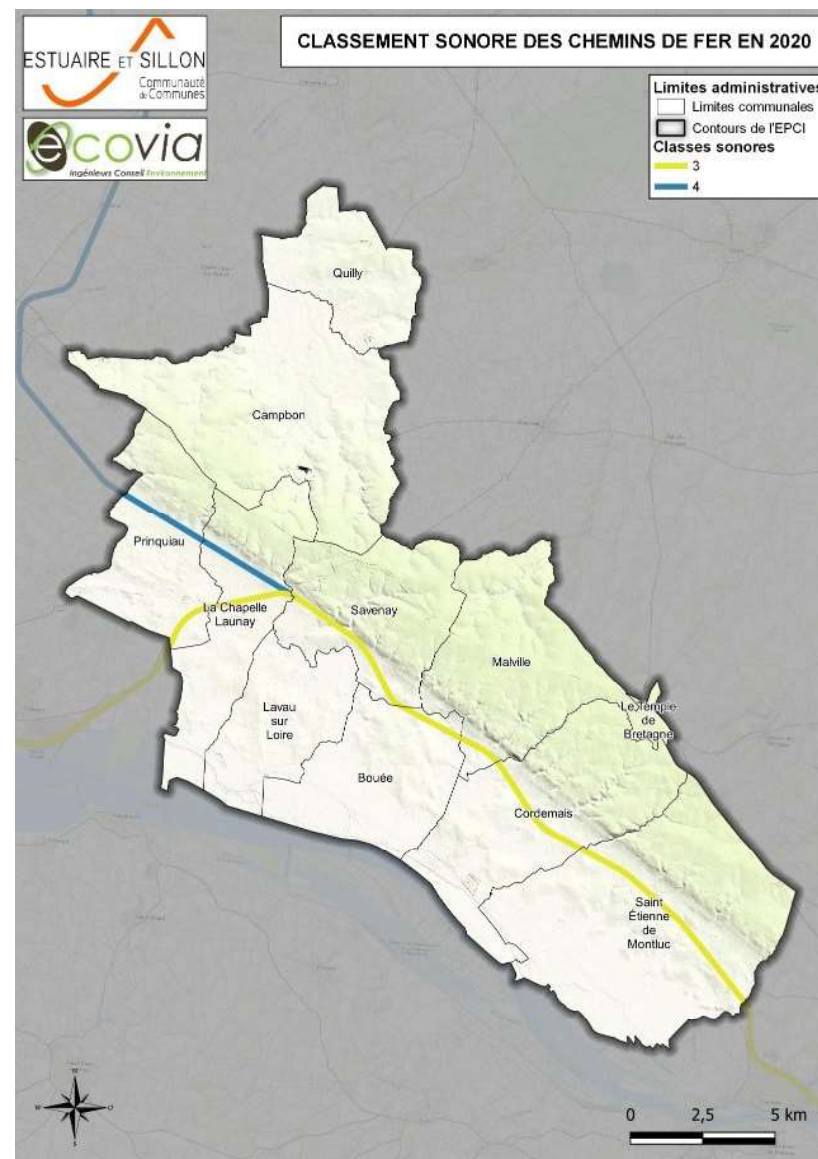 ESTUAIRE ET SILLON
Communauté
de Communes
écovia
Ingénieurs Conseil Environnement
CLASSEMENT SONORE DES CHEMINS DE FER EN 2020
Limites administratives
Limites communales
Contours de l'EPCI
Classes sonores
3
4
Quilly
Campbon
Prinquiau
La Chapelle
Launay
Savenay
Malville
Lavau
sur
Loire
Le Temple
de
Bretagne
Bouée
Cordemais
Saint
Étienne
de
Montluc
0 2,5 5 km